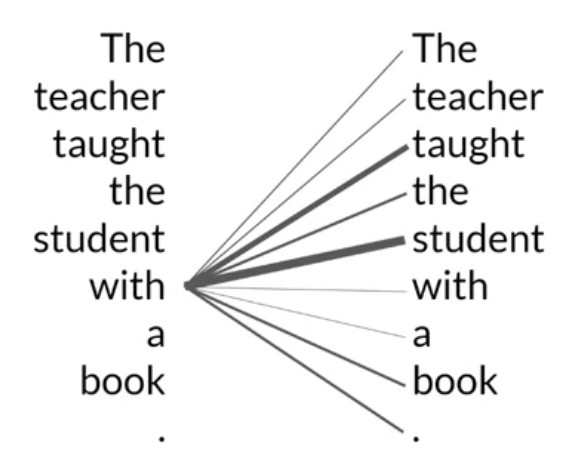 The The
teacher teacher
taught taught
the the
student student
with with
a a
book book
. .